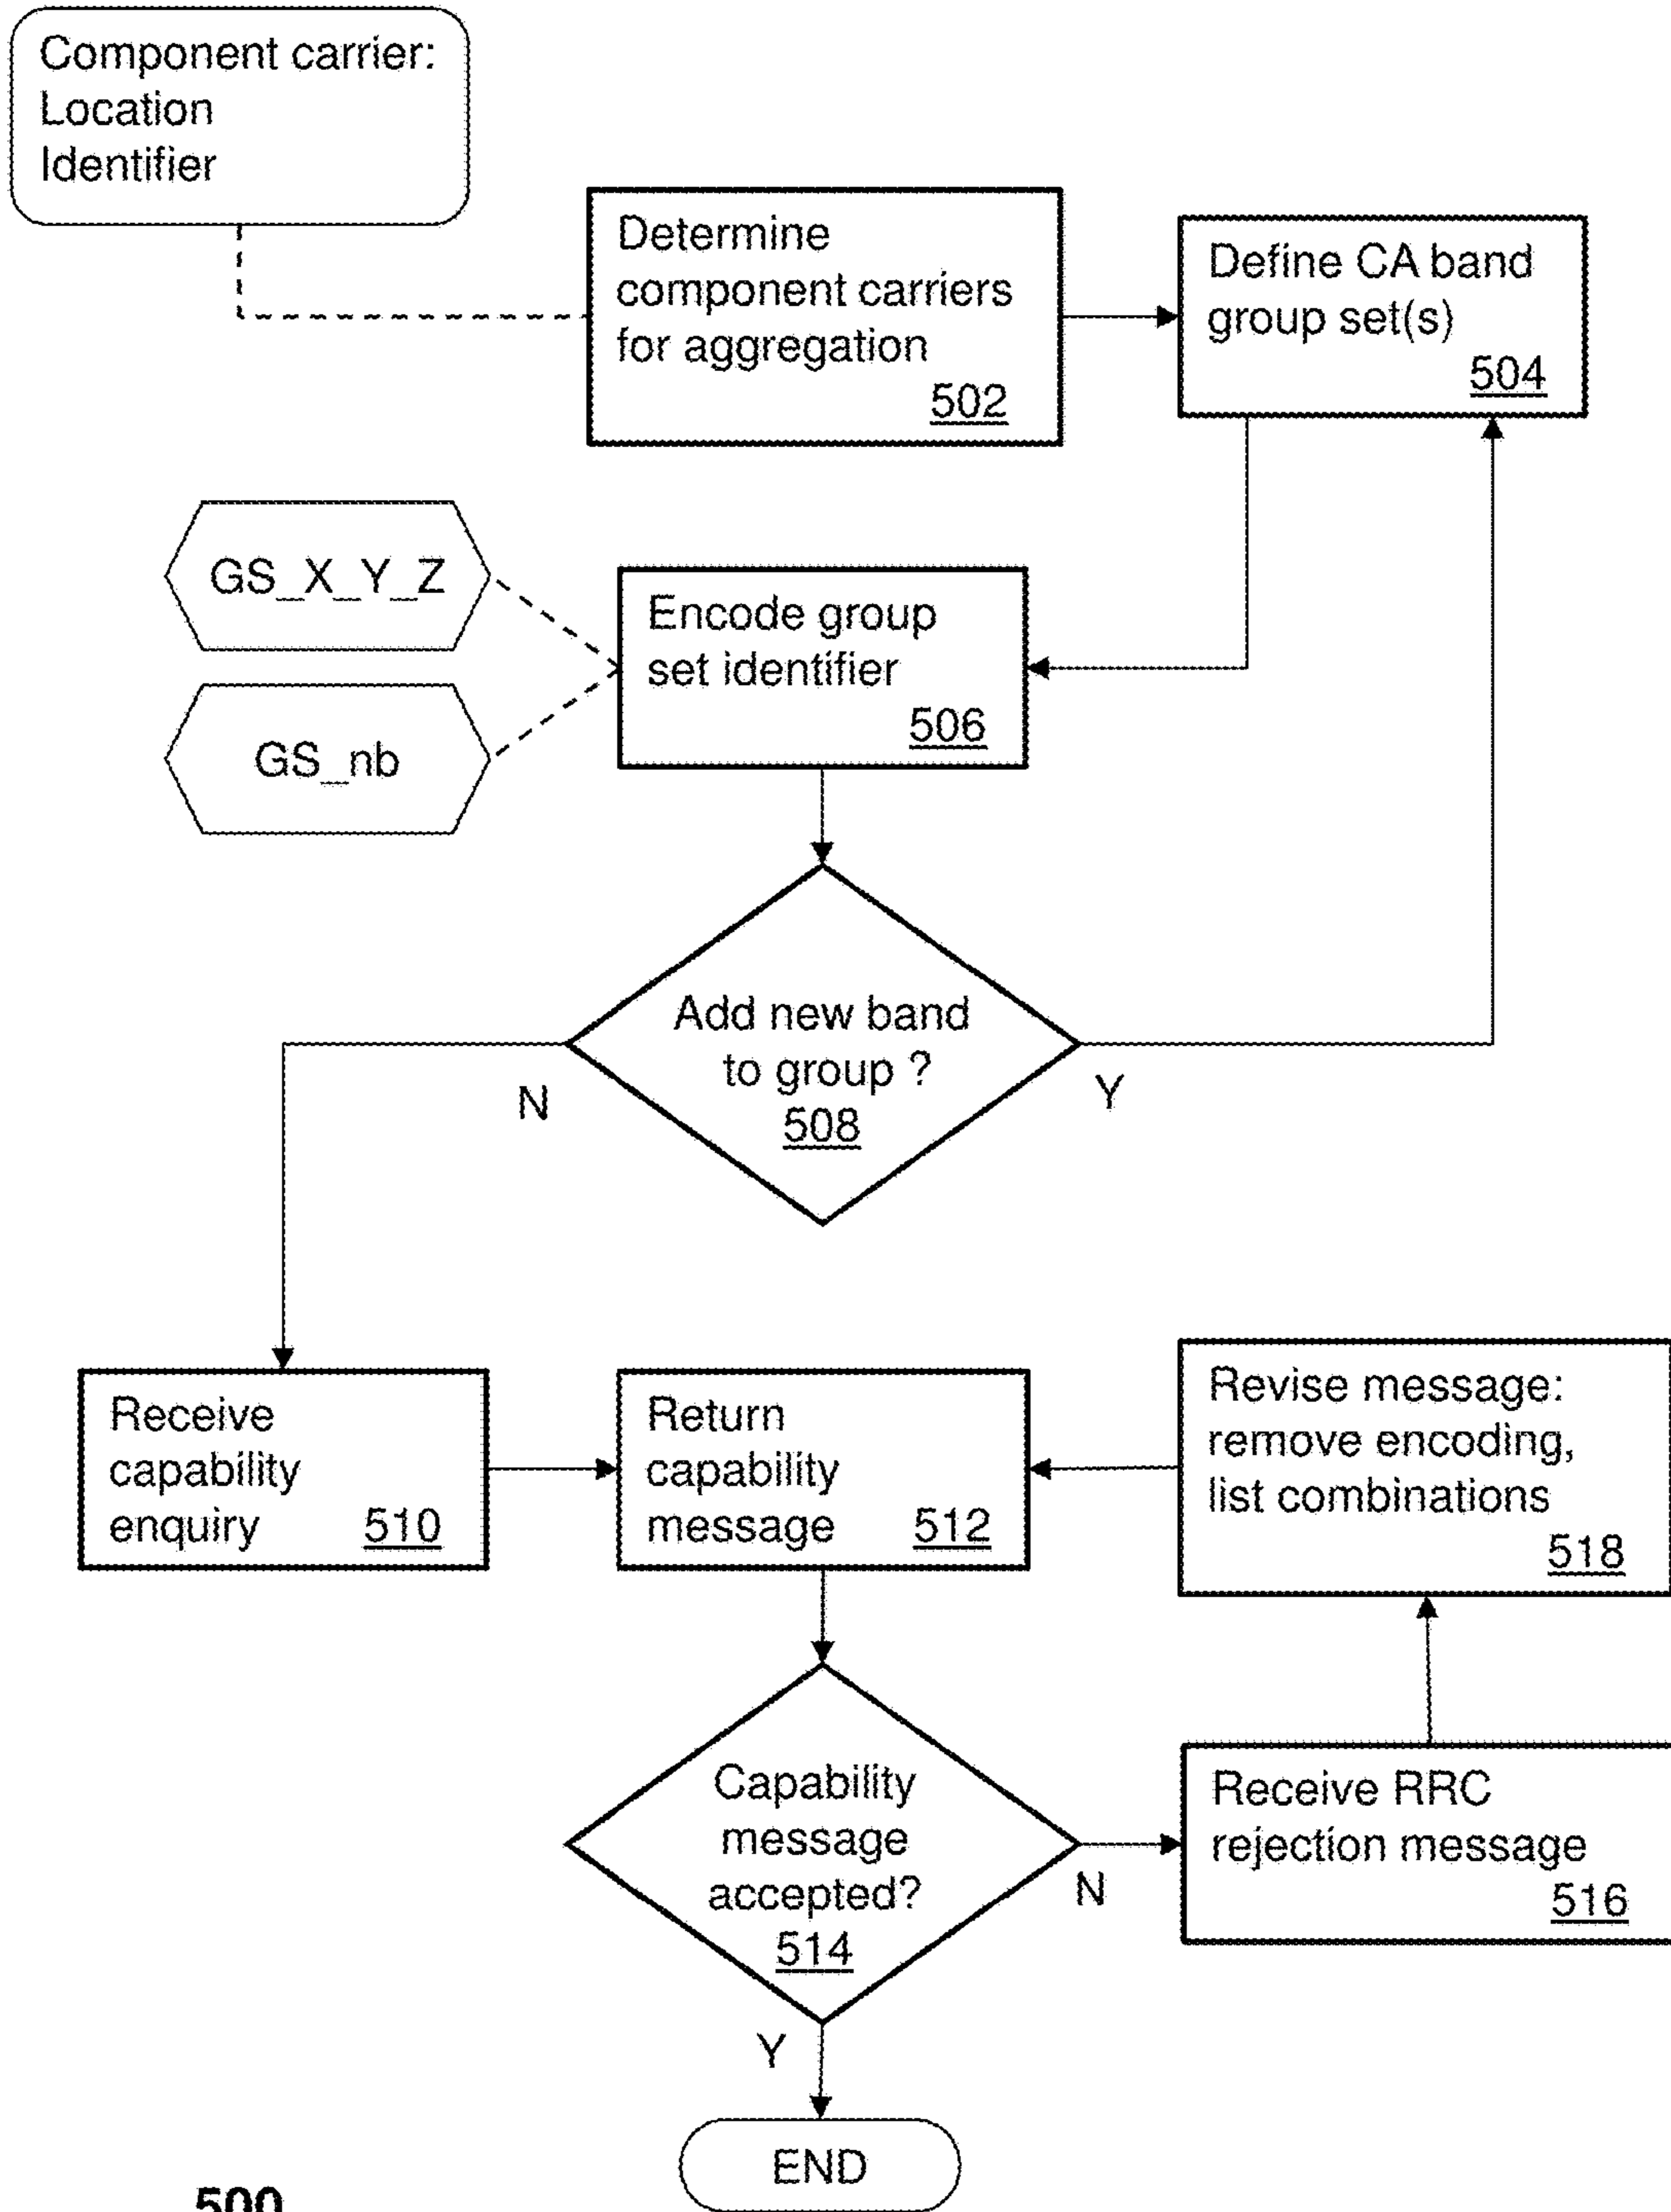 Component carrier:
Location
Identifier
Determine
component carriers
for aggregation
502
Define CA band
group set(s)
504
GS_X_Y_Z
GS_nb
Encode group
set identifier
506
Add new band
to group ?
508
N
Y
Receive
capability
enquiry 510
Return
capability
message 512
Revise message:
remove encoding,
list combinations
518
Capability
message
accepted?
514
N
Y
Receive RRC
rejection message
516
END
500